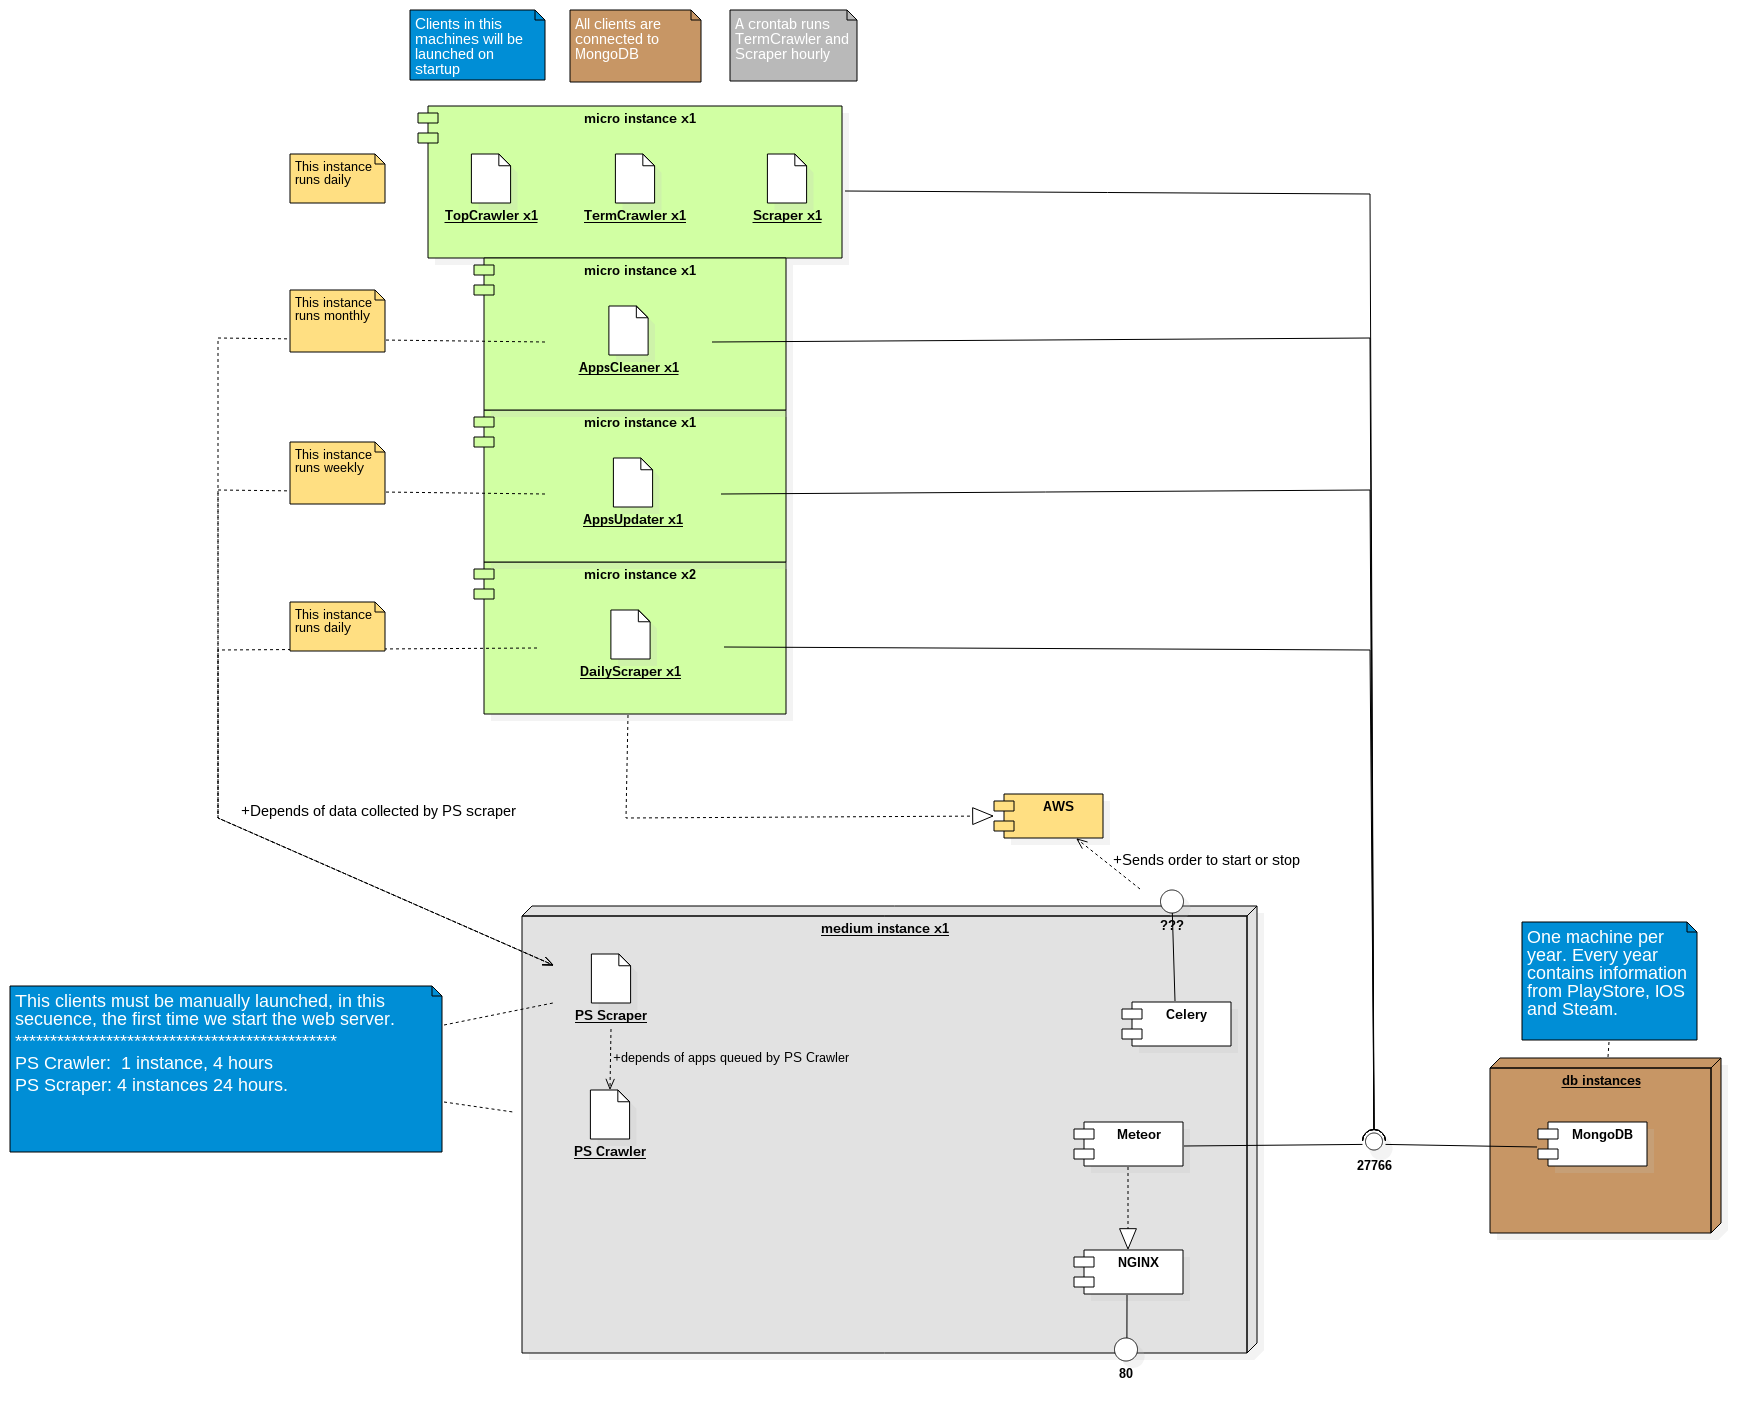 Clients in this
machines will be
launched on
startup
All clients are
connected to
MongoDB
A crontab runs
TermCrawler and
Scraper hourly
micro instance x1
This instance
runs daily
TopCrawler x1
TermCrawler x1
Scraper x1
micro instance x1
This instance
runs monthly
AppsCleaner x1
micro instance x1
This instance
runs weekly
AppsUpdater x1
micro instance x2
This instance
runs daily
DailyScraper x1
+Depends of data collected by PS scraper
AWS
+Sends order to start or stop
???
medium instance x1
One machine per
year. Every year
contains information
from PlayStore, IOS
and Steam.
This clients must be manually launched, in this
secuence, the first time we start the web server.
**********************************************
PS Crawler:  1 instance, 4 hours
PS Scraper: 4 instances 24 hours.
PS Scraper
Celery
+depends of apps queued by PS Crawler
db instances
PS Crawler
Meteor
27766
MongoDB
NGINX
80